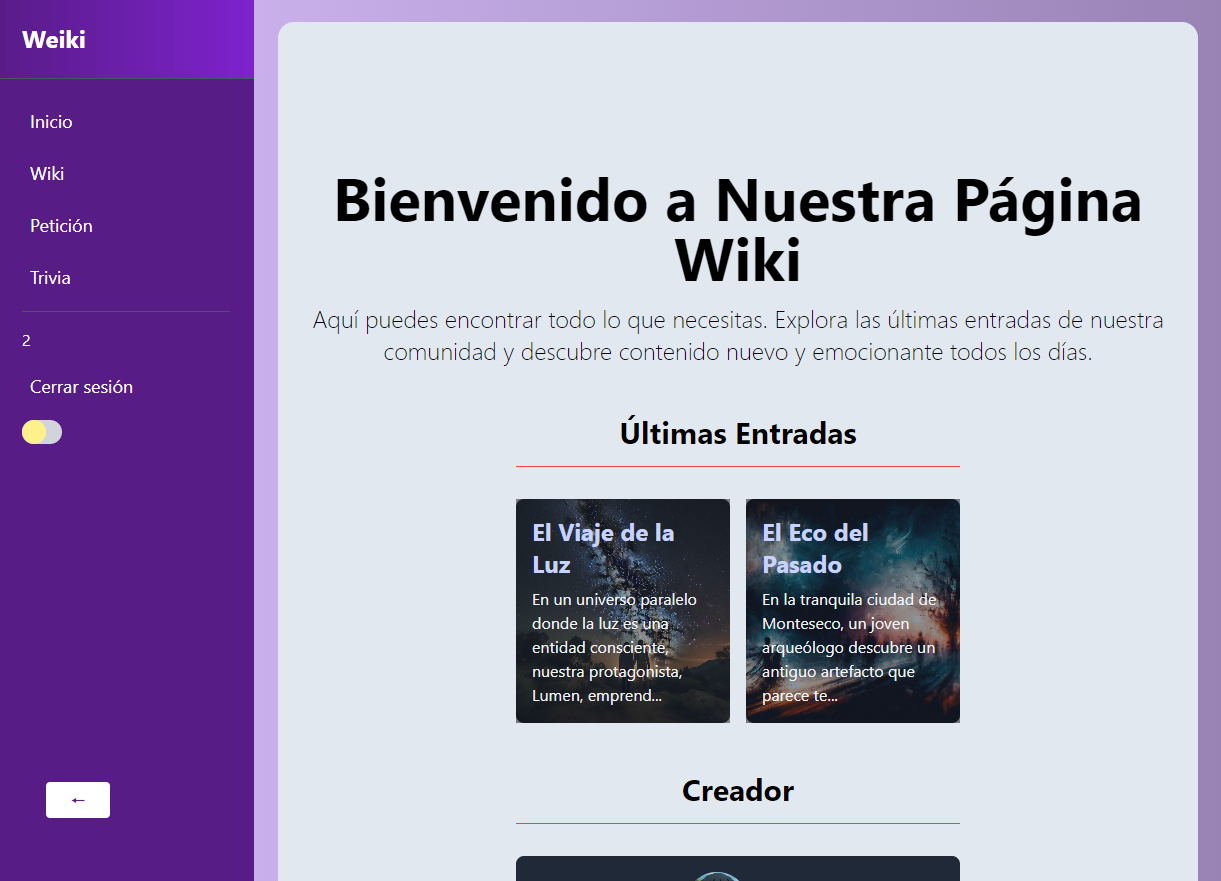 Weiki
Inicio
Wiki
Petición
Trivia
2
Cerrar sesión
←
Bienvenido a Nuestra Página
Wiki
Aquí puedes encontrar todo lo que necesitas. Explora las últimas entradas de nuestra
comunidad y descubre contenido nuevo y emocionante todos los días.
Últimas Entradas
El Viaje de la
Luz
En un universo paralelo
donde la luz es una
entidad consciente,
nuestra protagonista,
Lumen, emprend...
El Eco del
Pasado
En la tranquila ciudad de
Monteseco, un joven
arqueólogo descubre un
antiguo artefacto que
parece te...
Creador